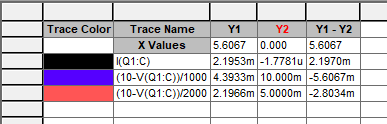 Trace Color Trace Name Y1 Y2 Y1 - Y2
X Values 5.6067 0.000 5.6067
I(Q1:C) 2.1953m -1.7781u 2.1970m
(10-V(Q1:C))/1000 4.3933m 10.000m -5.6067m
(10-V(Q1:C))/2000 2.1966m 5.0000m -2.8034m